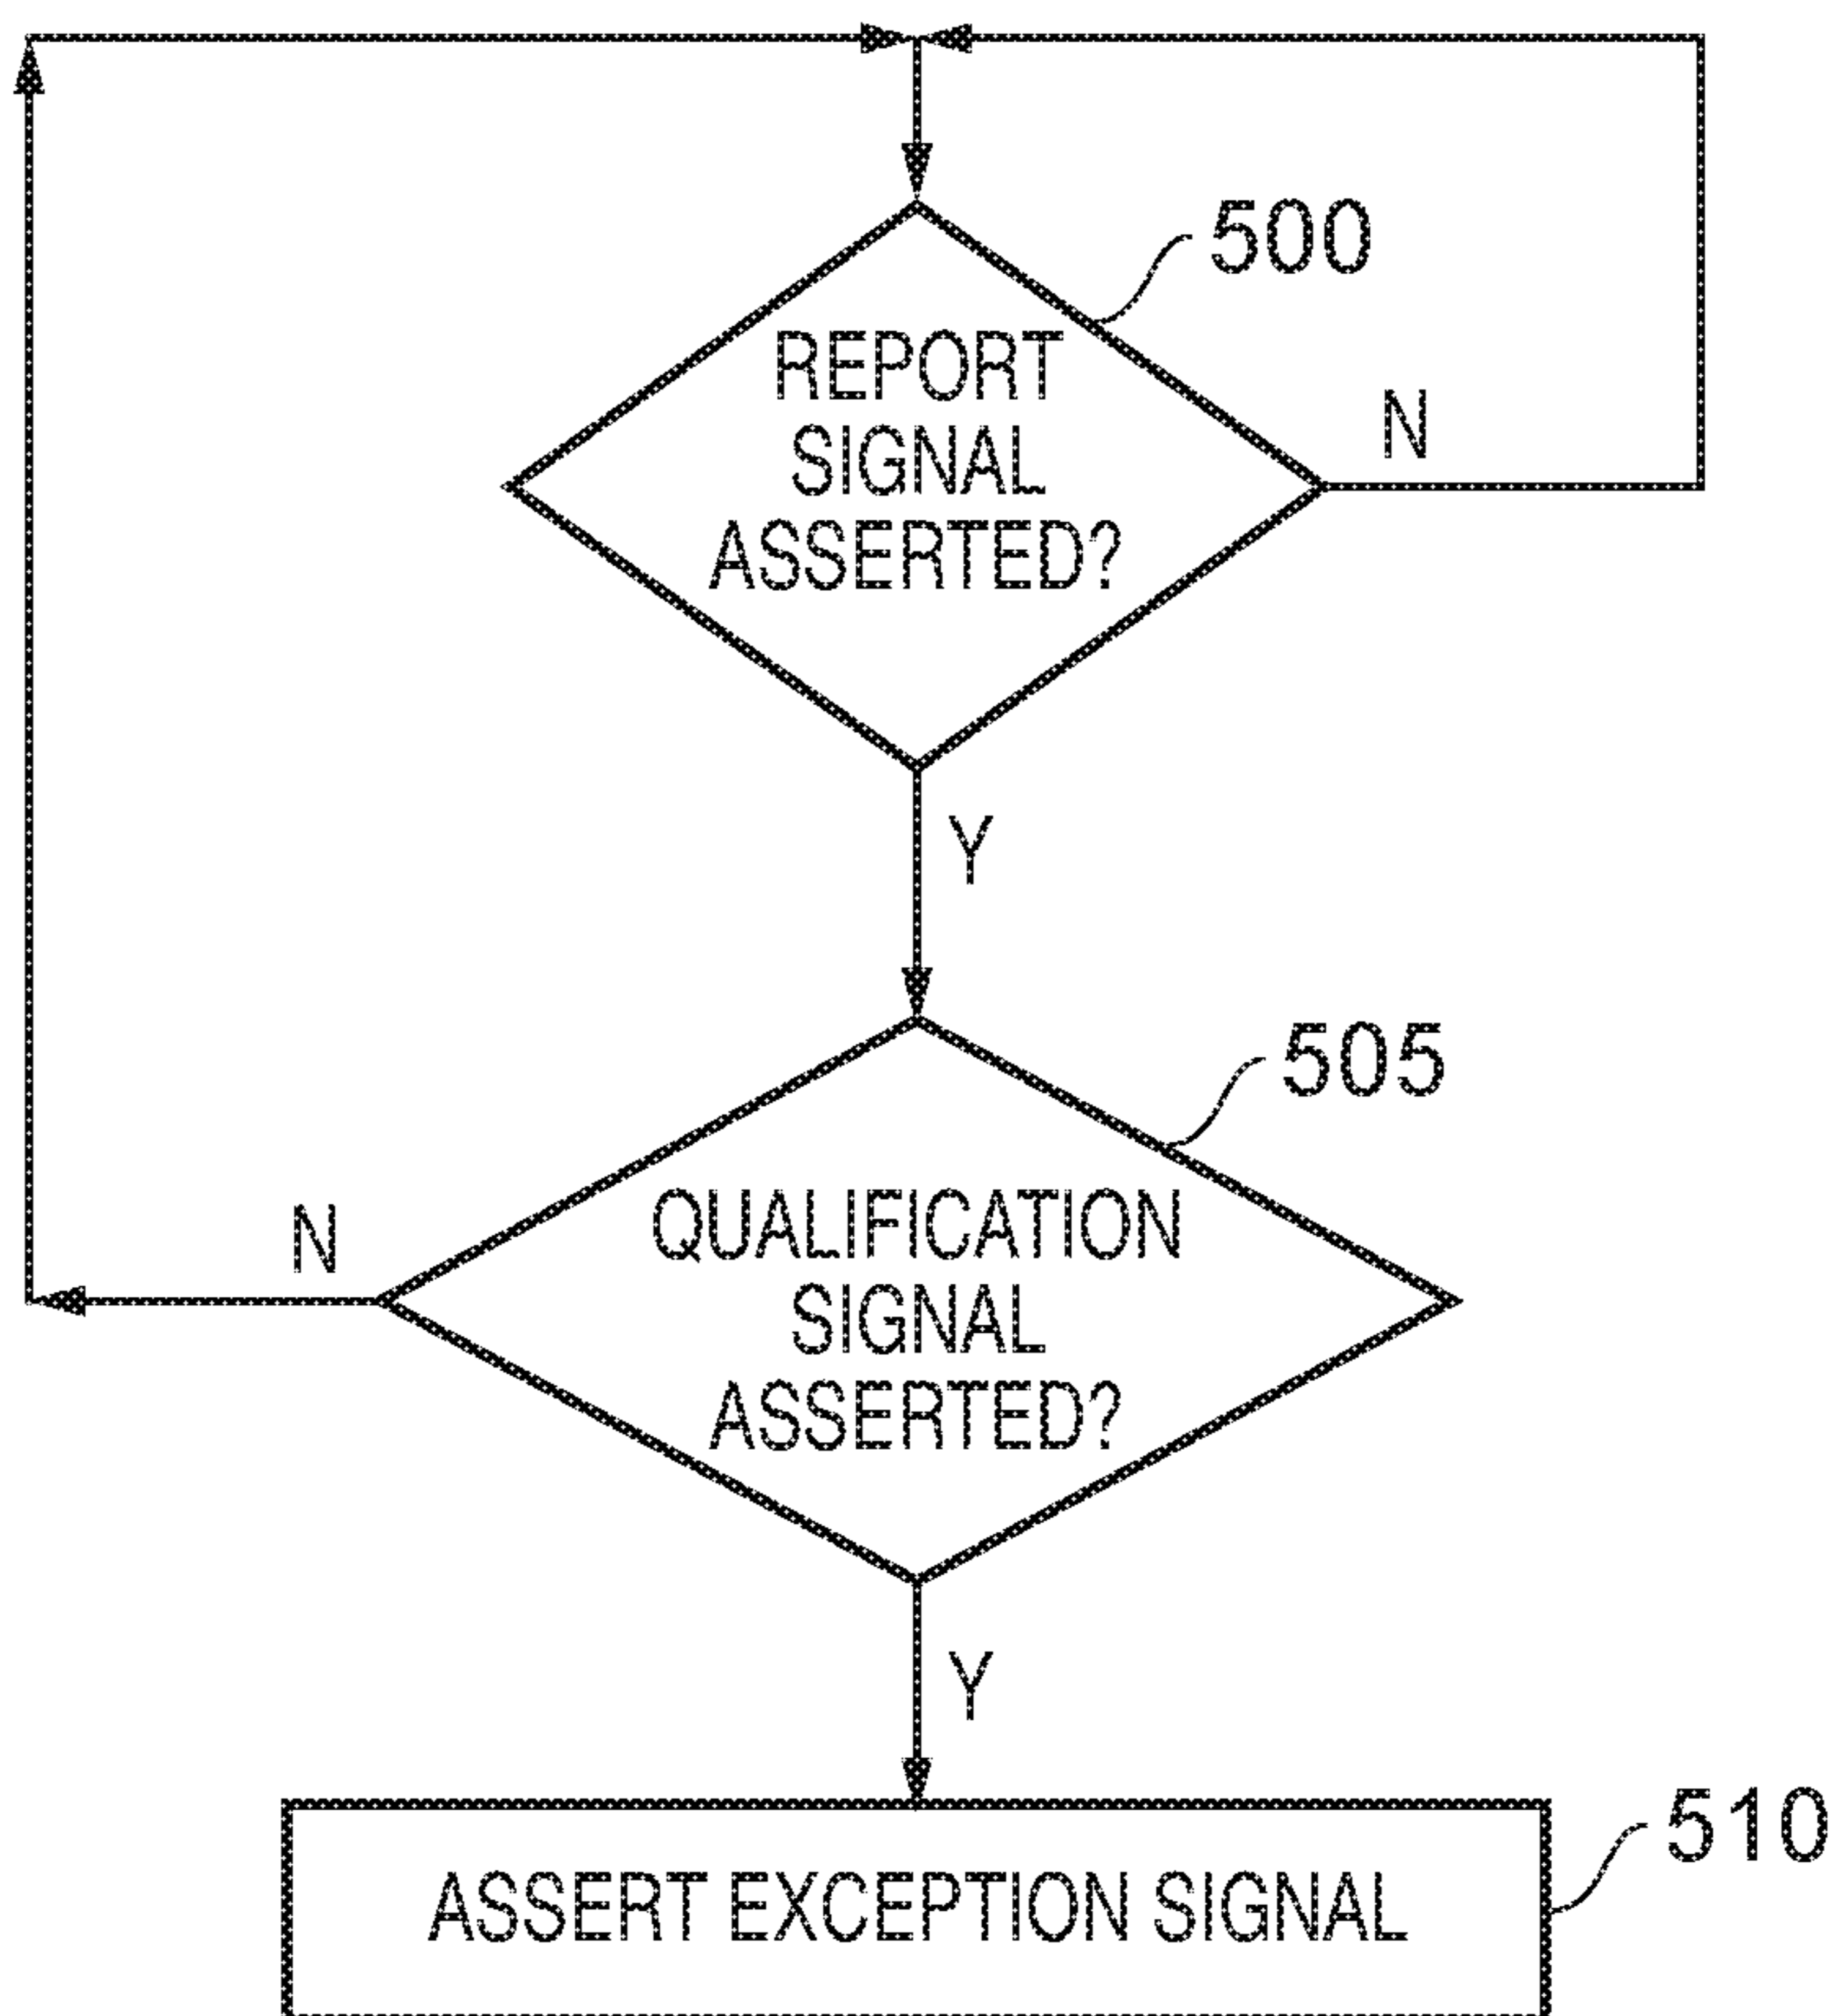 500
REPORT
SIGNAL
ASSERTED?
N
Y
505
QUALIFICATION
SIGNAL
ASSERTED?
N
Y
510
ASSERT EXCEPTION SIGNAL